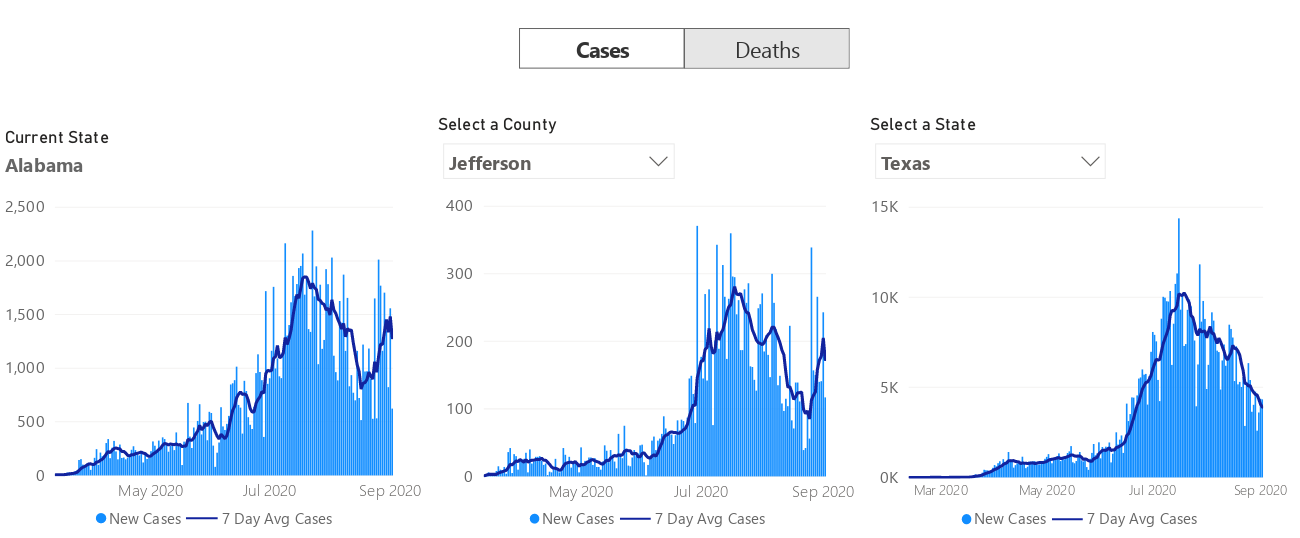 Cases Deaths
Current State
Alabama
2,500
2,000
1,500
1,000
500
0
May 2020 Jul 2020 Sep 2020
New Cases 7 Day Avg Cases
Select a County
Jefferson
400
300
200
100
0
May 2020 Jul 2020 Sep 2020
New Cases 7 Day Avg Cases
Select a State
Texas
15K
10K
5K
0K
Mar 2020 May 2020 Jul 2020 Sep 2020
New Cases 7 Day Avg Cases